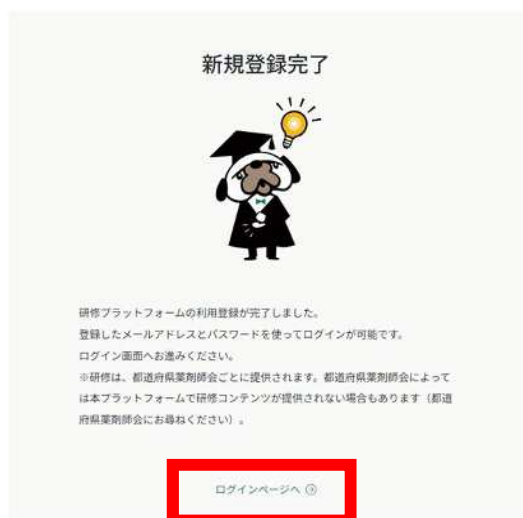 新規登録完了
研修プラットフォームの利用登録が完了しました。
登録したメールアドレスとパスワードを使ってログインが可能です。
ログイン画面へお進みください。
※研修は、都道府県薬剤師会ごとに提供されます。都道府県薬剤師会によって
は本プラットフォームで研修コンテンツが提供されない場合もあります（都道
府県薬剤師会にお尋ねください）。
ログインページへ